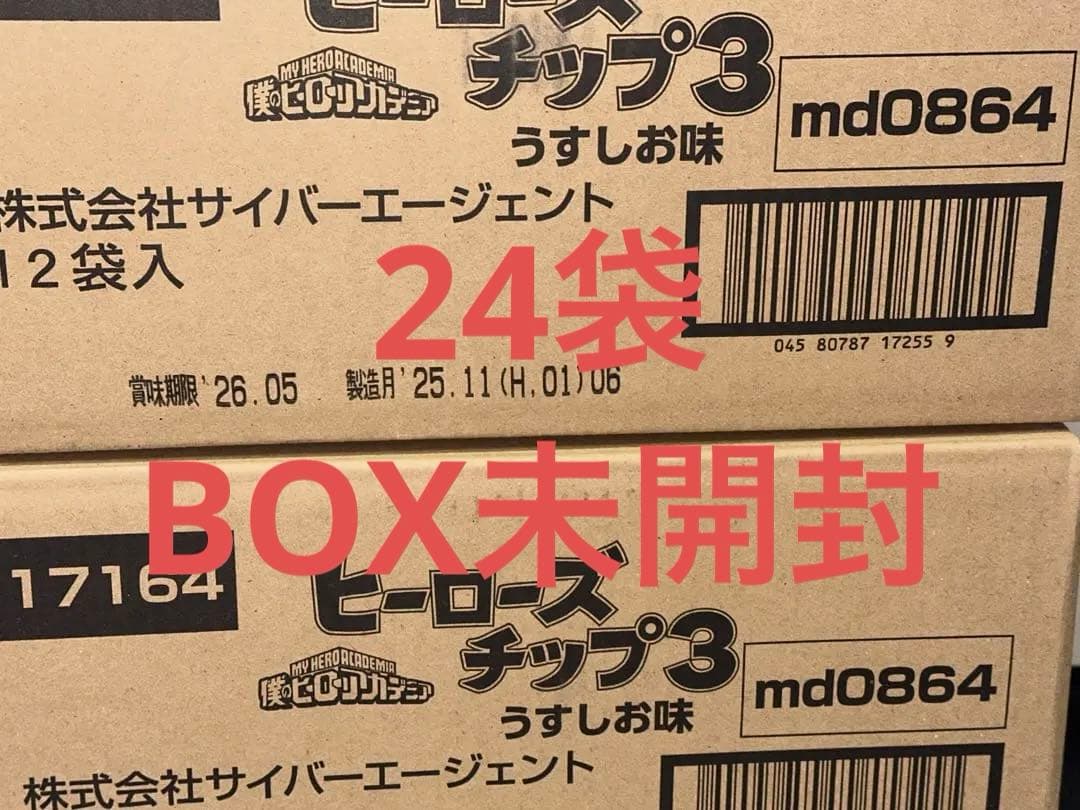 ヒーローズ
チップ3
MY HERO ACADEMIA
僕のヒーローアカデミア
うすしお味
md0864
株式会社サイバーエージェント
12袋入
045 80787 17255 9
賞味期限'26.05 製造月'25.11(H,01)06
24袋
BOX未開封
17164
ヒーローズ
チップ3
MY HERO ACADEMIA
僕のヒーローアカデミア
うすしお味
md0864
株式会社サイバーエージェント